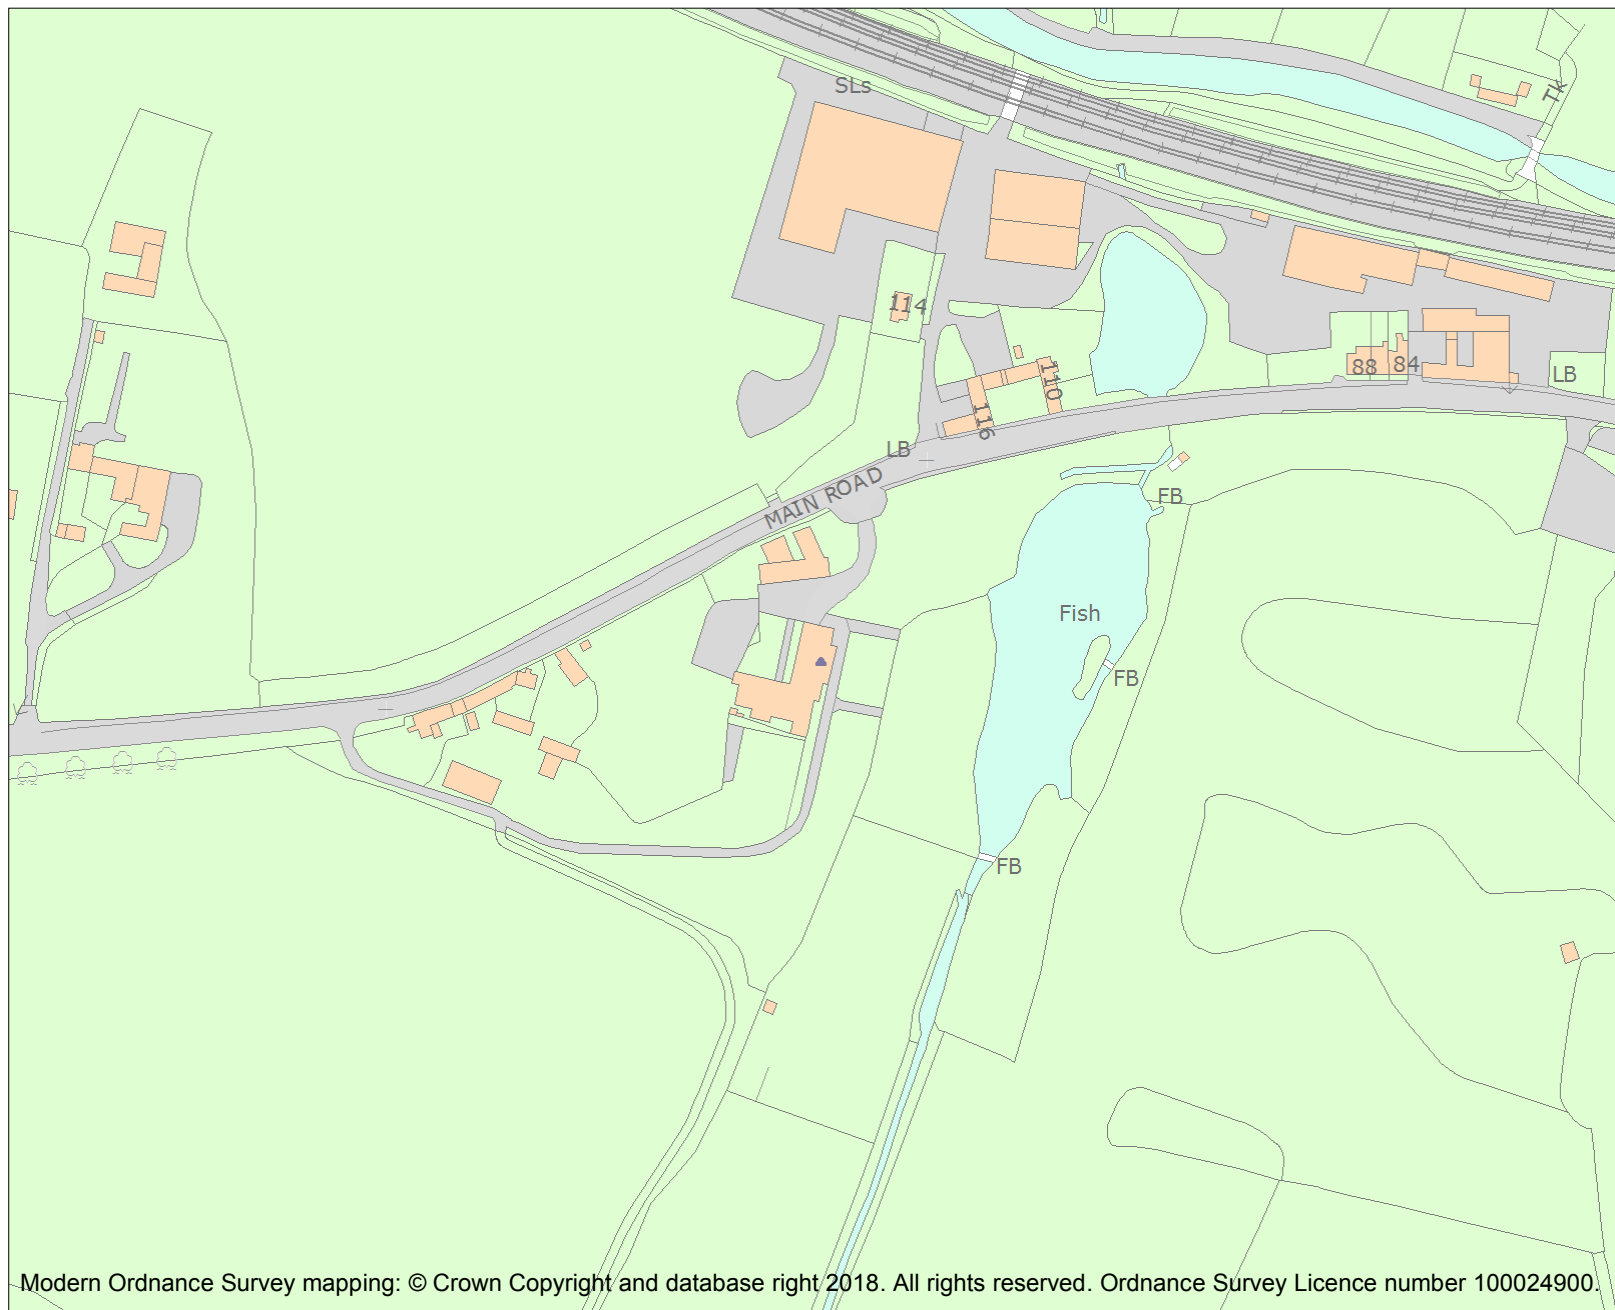 SLs
Tk
114
110
116
88
84
LB
LB
MAIN ROAD
FB
Fish
FB
FB
Modern Ordnance Survey mapping: © Crown Copyright and database right 2018. All rights reserved. Ordnance Survey Licence number 100024900.